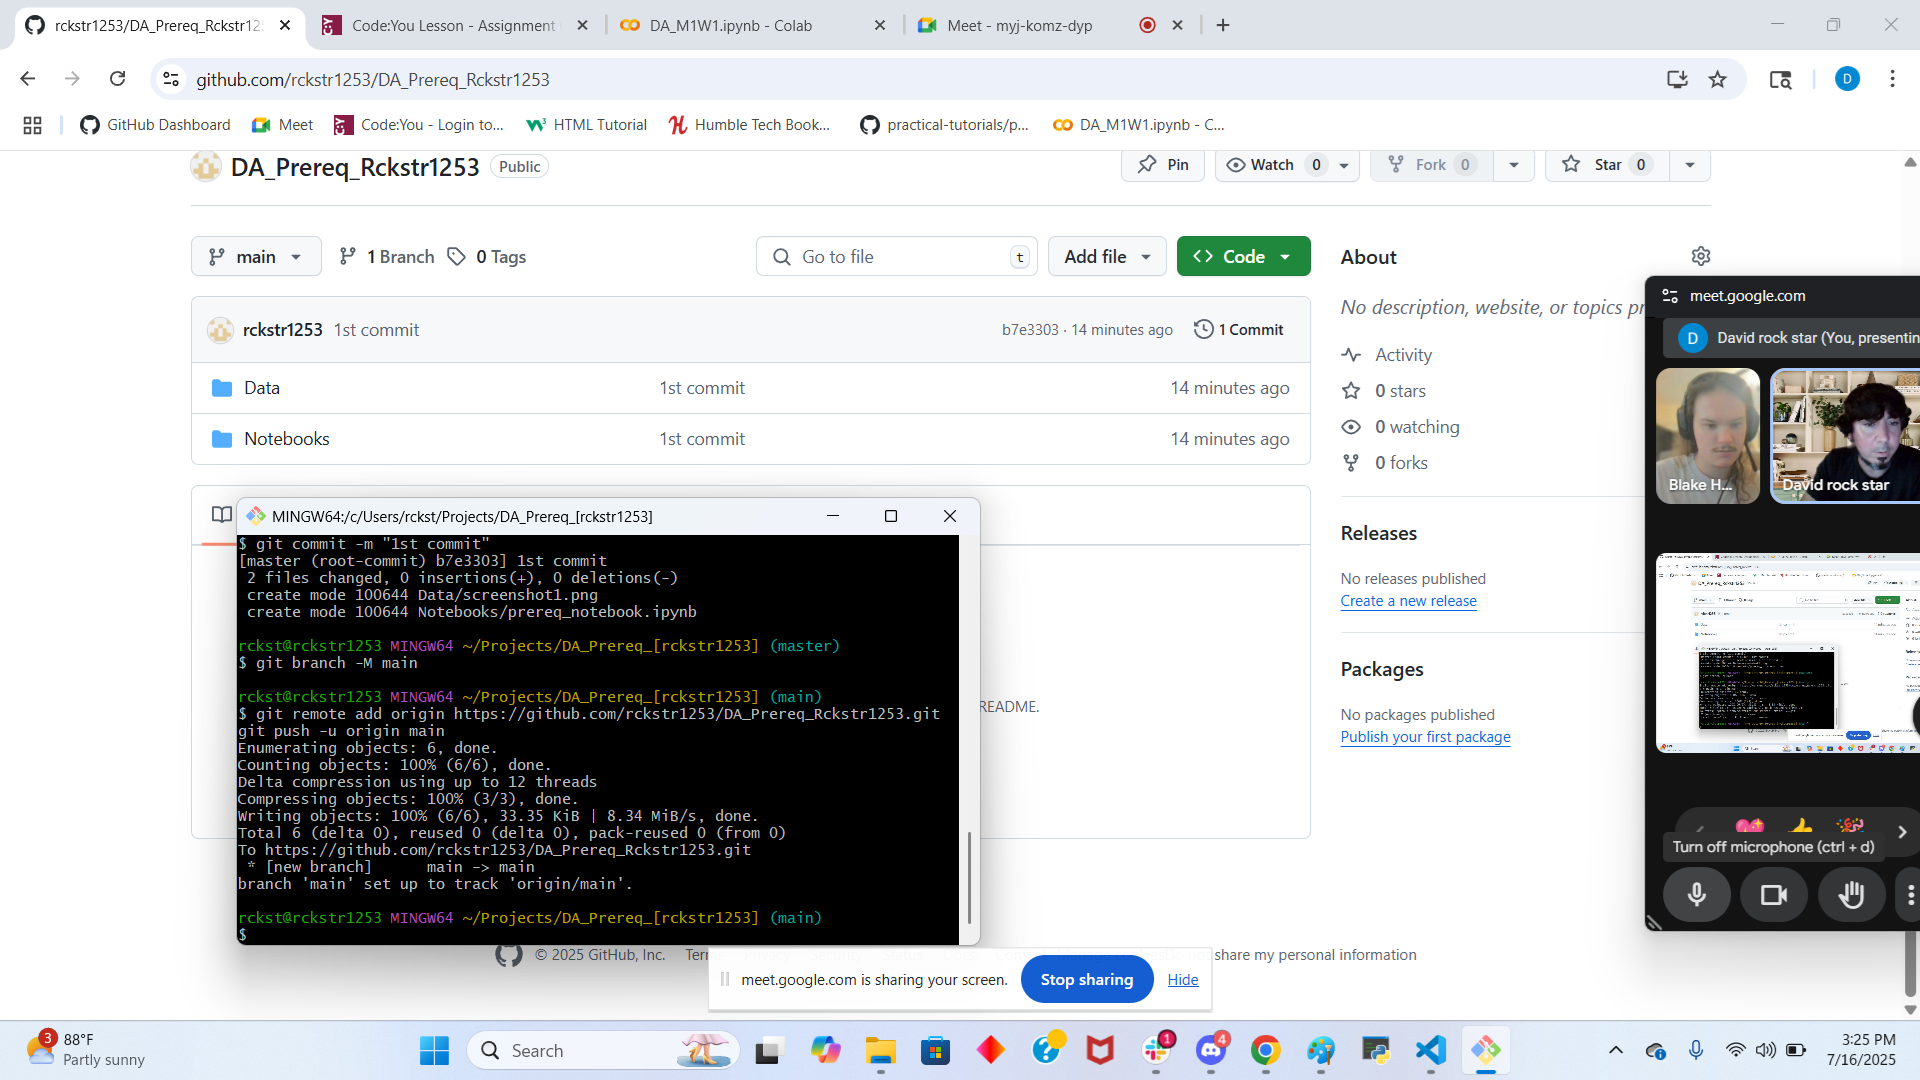 rckstr1253/DA_Prereq_Rckstr125
Code:You Lesson - Assignment
DA_M1W1.ipynb - Colab
Meet - myj-komz-dyp
github.com/rckstr1253/DA_Prereq_Rckstr1253
D
GitHub Dashboard
Meet
Code:You - Login to...
HTML Tutorial
Humble Tech Book...
practical-tutorials/p...
DA_M1W1.ipynb - C...
DA_Prereq_Rckstr1253
Public
Pin
Watch 0
Fork 0
Star 0
main
1 Branch
0 Tags
Go to file
t
Add file
Code
rckstr1253 1st commit
b7e3303 · 14 minutes ago
1 Commit
Data 1st commit 14 minutes ago
Notebooks 1st commit 14 minutes ago
README.
About
No description, website, or topics pr
Activity
0 stars
0 watching
0 forks
Releases
No releases published
Create a new release
Packages
No packages published
Publish your first package
MINGW64:/c/Users/rckst/Projects/DA_Prereq_[rckstr1253]
$ git commit -m "1st commit"
[master (root-commit) b7e3303] 1st commit
2 files changed, 0 insertions(+), 0 deletions(-)
create mode 100644 Data/screenshot1.png
create mode 100644 Notebooks/prereq_notebook.ipynb
rckst@rckstr1253 MINGW64 ~/Projects/DA_Prereq_[rckstr1253] (master)
$ git branch -M main
rckst@rckstr1253 MINGW64 ~/Projects/DA_Prereq_[rckstr1253] (main)
$ git remote add origin https://github.com/rckstr1253/DA_Prereq_Rckstr1253.git
git push -u origin main
Enumerating objects: 6, done.
Counting objects: 100% (6/6), done.
Delta compression using up to 12 threads
Compressing objects: 100% (3/3), done.
Writing objects: 100% (6/6), 33.35 KiB | 8.34 MiB/s, done.
Total 6 (delta 0), reused 0 (delta 0), pack-reused 0 (from 0)
To https://github.com/rckstr1253/DA_Prereq_Rckstr1253.git
* [new branch] main -> main
branch 'main' set up to track 'origin/main'.
rckst@rckstr1253 MINGW64 ~/Projects/DA_Prereq_[rckstr1253] (main)
$
meet.google.com
D
David rock star (You, presentin
Blake H...
David rock star
Turn off microphone (ctrl + d)
© 2025 GitHub, Inc.
share my personal information
meet.google.com is sharing your screen.
Stop sharing
Hide
3
88°F
Partly sunny
Search
1
4
3:25 PM
7/16/2025